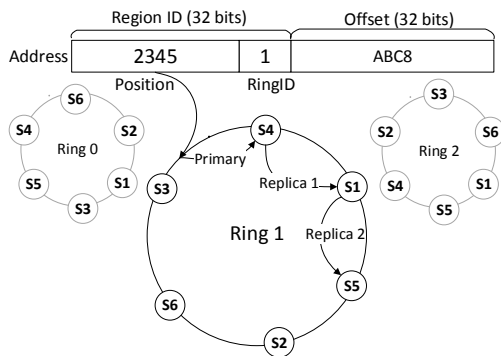 Region ID (32 bits) Offset (32 bits)
Address 2345 1 ABC8
Position RingID
S6
S4 S2
Ring 0
S5 S1
S3
S4
Primary
S3
Replica 1 S1
Ring 1
Replica 2
S5
S6
S2
S3
S2 S6
Ring 2
S4 S1
S5